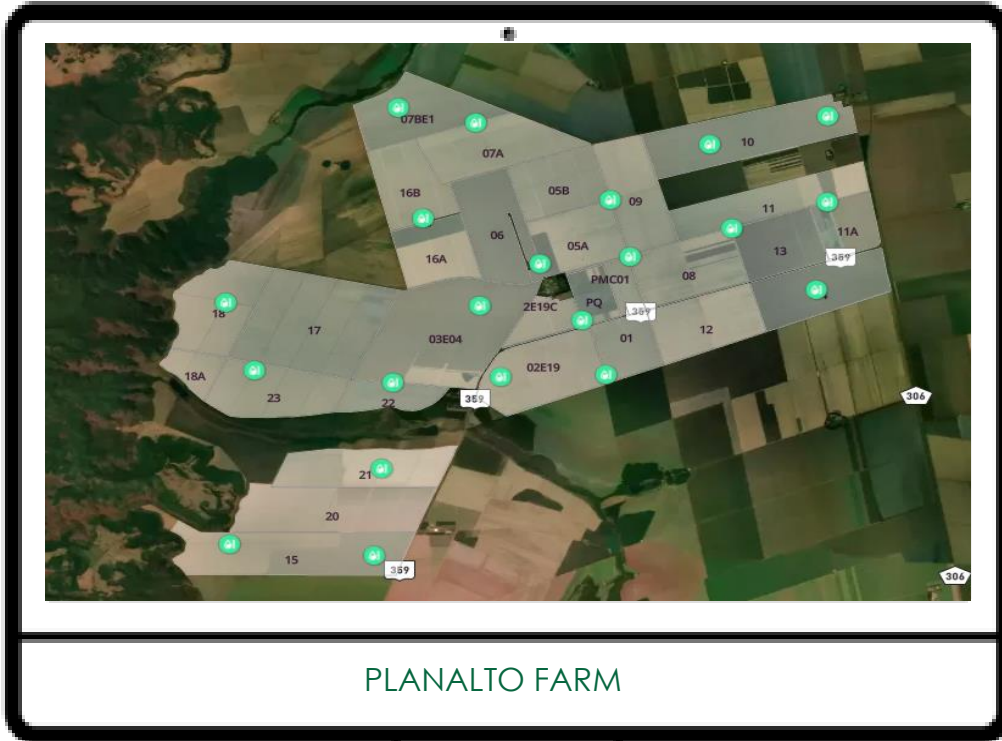 07BE1
07A
10
16B
05B
09
11
11A
06
05A
13
16A
359
08
PMC01
2E19C
PQ
359
18
17
03E04
01
12
02E19
18A
23
22
359
306
21
20
15
359
306
PLANALTO FARM